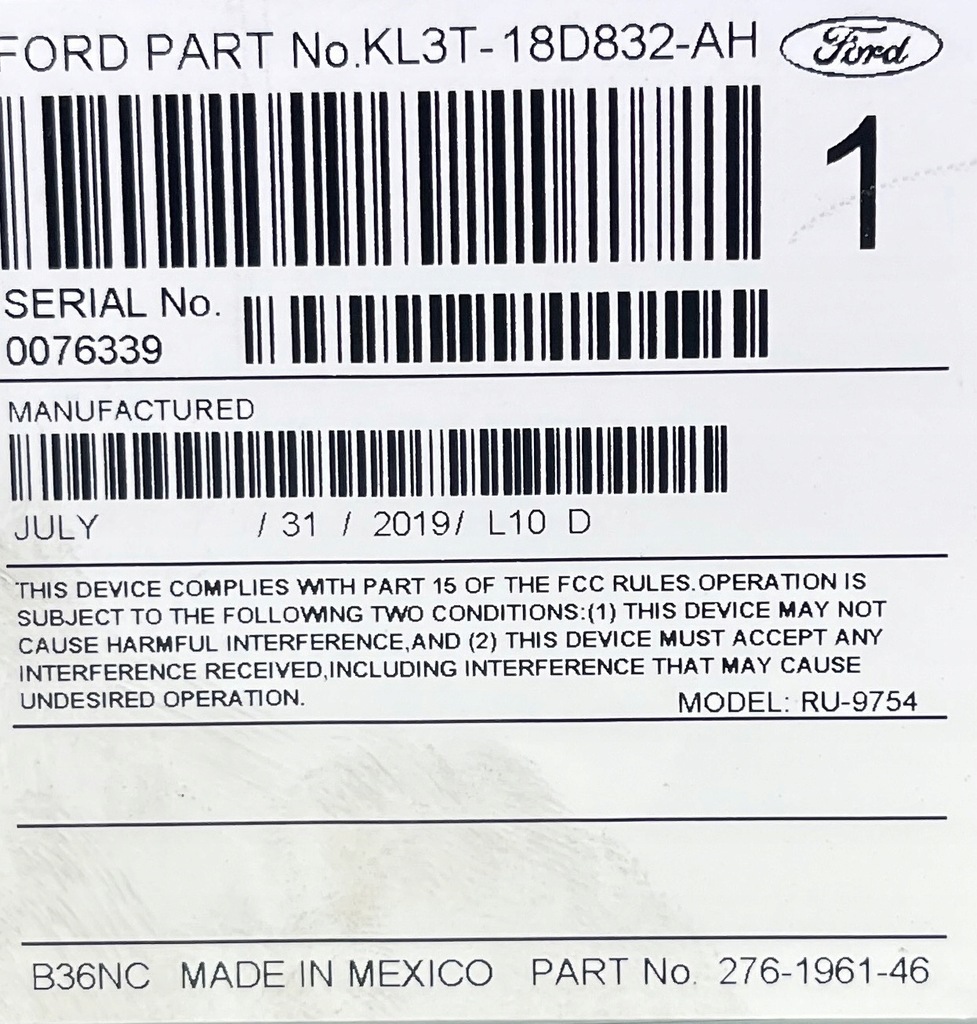 FORD PART No.KL3T-18D832-AH Ford
1
SERIAL No.
0076339
MANUFACTURED
JULY / 31 / 2019/ L10 D
THIS DEVICE COMPLIES WITH PART 15 OF THE FCC RULES.OPERATION IS
SUBJECT TO THE FOLLOWING TWO CONDITIONS:(1) THIS DEVICE MAY NOT
CAUSE HARMFUL INTERFERENCE,AND (2) THIS DEVICE MUST ACCEPT ANY
INTERFERENCE RECEIVED,INCLUDING INTERFERENCE THAT MAY CAUSE
UNDESIRED OPERATION. MODEL: RU-9754
B36NC MADE IN MEXICO PART No. 276-1961-46